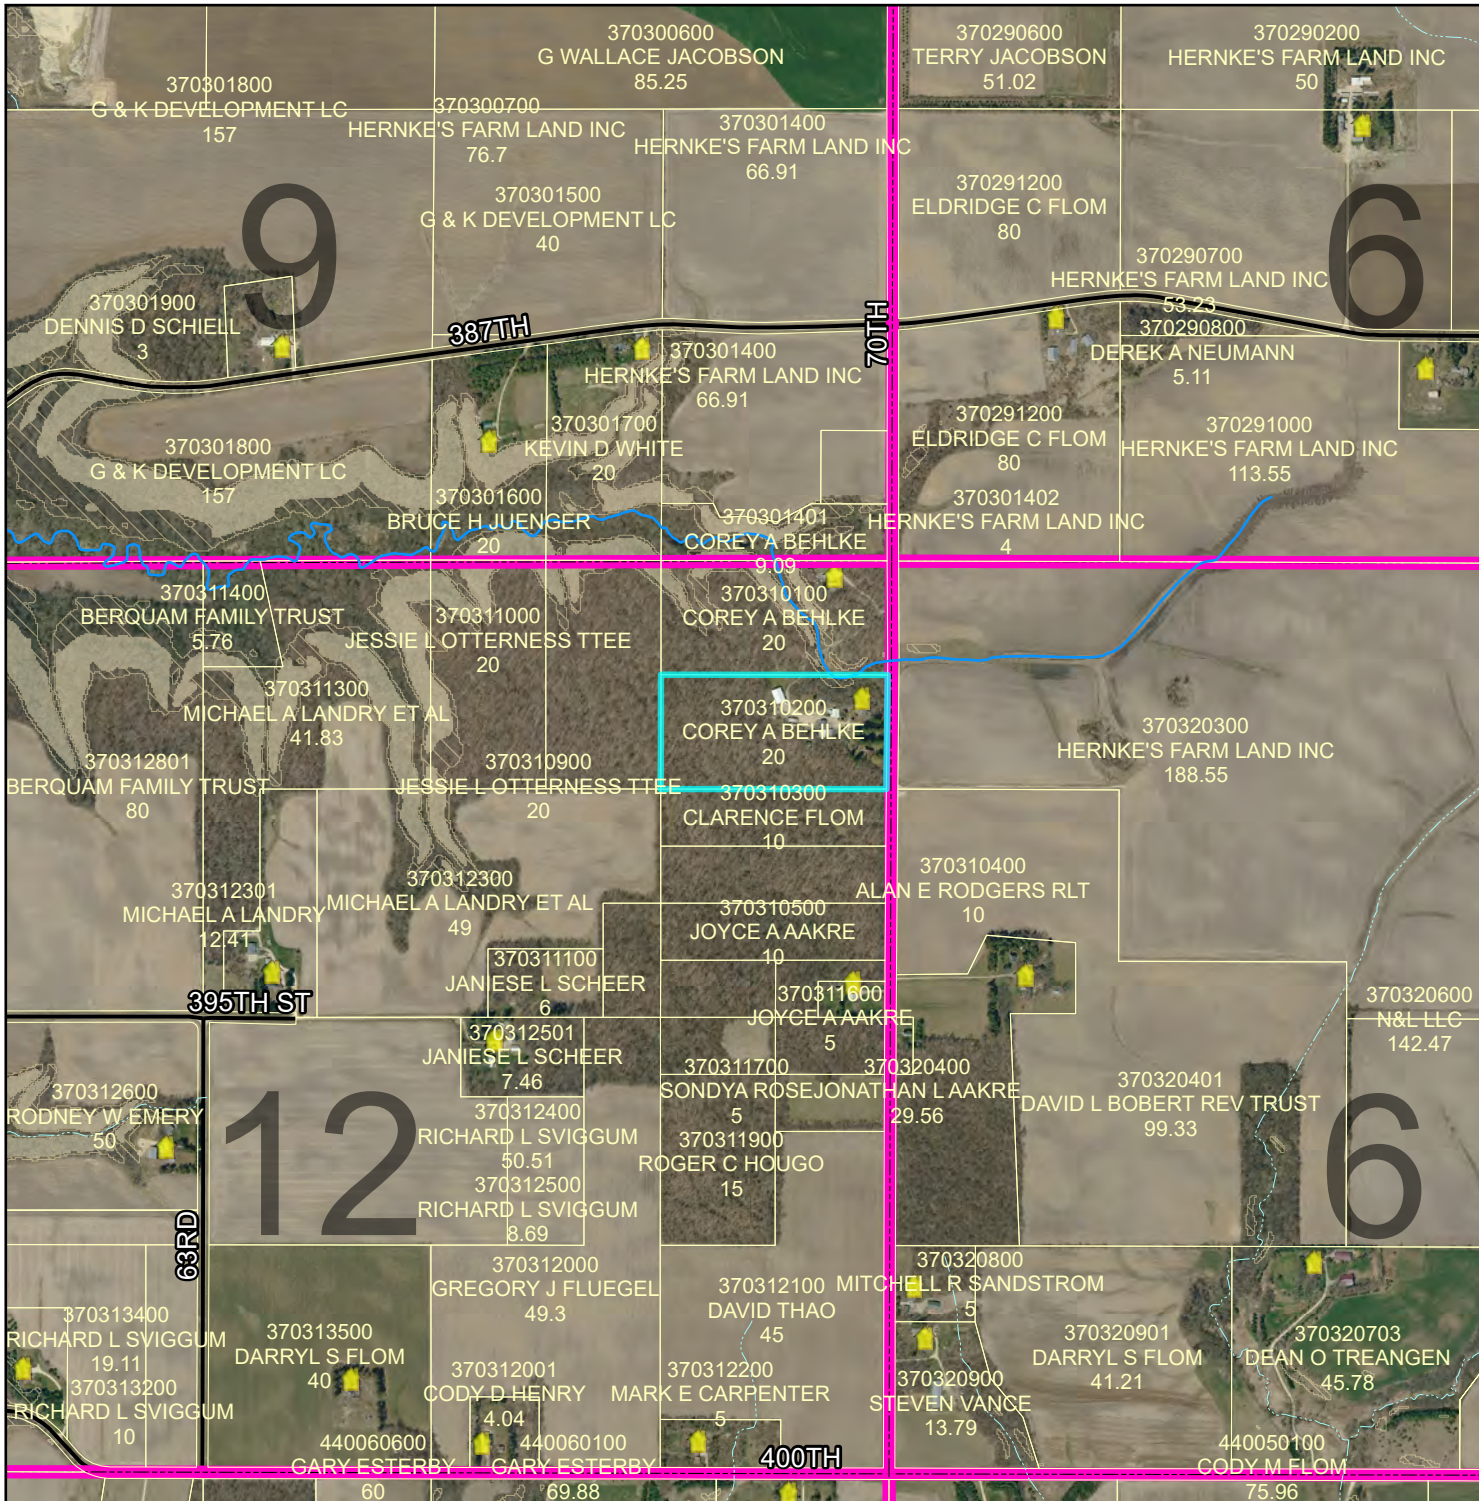 370300600
G WALLACE JACOBSON
85.25
370290600
TERRY JACOBSON
51.02
370290200
HERNKE'S FARM LAND INC
50
370301800
G & K DEVELOPMENT LC
157
370300700
HERNKE'S FARM LAND INC
76.7
370301400
HERNKE'S FARM LAND INC
66.91
370301500
G & K DEVELOPMENT LC
40
370291200
ELDRIDGE C FLOM
80
9
6
370290700
HERNKE'S FARM LAND INC
53.23
370301900
DENNIS D SCHIELL
3
387TH
70TH
370290800
DEREK A NEUMANN
5.11
370301400
HERNKE'S FARM LAND INC
66.91
370301700
KEVIN D WHITE
20
370291200
ELDRIDGE C FLOM
80
370291000
HERNKE'S FARM LAND INC
113.55
370301800
G & K DEVELOPMENT LC
157
370301600
BRUCE H JUENGER
20
370301401
COREY A BEHLKE
9.09
370301402
HERNKE'S FARM LAND INC
4
370311400
BERQUAM FAMILY TRUST
5.76
370311000
JESSIE L OTTERNESS TTEE
20
370310100
COREY A BEHLKE
20
370311300
MICHAEL A LANDRY ET AL
41.83
370310200
COREY A BEHLKE
20
370320300
HERNKE'S FARM LAND INC
188.55
370312801
BERQUAM FAMILY TRUST
80
370310900
JESSIE L OTTERNESS TTEE
20
370310300
CLARENCE FLOM
10
370312301
MICHAEL A LANDRY
12.41
370312300
MICHAEL A LANDRY ET AL
49
370310400
ALAN E RODGERS RLT
10
370310500
JOYCE A AAKRE
10
370311100
JANIESE L SCHEER
6
395TH ST
370311600
JOYCE A AAKRE
5
370320600
N&L LLC
142.47
370312501
JANIESE L SCHEER
7.46
370311700
SONDYA ROSE
5
370320400
JONATHAN L AAKRE
29.56
370320401
DAVID L BOBERT REV TRUST
99.33
370312600
RODNEY W EMERY
50
12
370312400
RICHARD L SVIGGUM
50.51
370311900
ROGER C HOUGO
15
6
370312500
RICHARD L SVIGGUM
8.69
63RD
370312000
GREGORY J FLUEGEL
49.3
370312100
DAVID THAO
45
370320800
MITCHELL R SANDSTROM
5
370313400
RICHARD L SVIGGUM
19.11
370313500
DARRYL S FLOM
40
370320901
DARRYL S FLOM
41.21
370320703
DEAN O TREANGEN
45.78
370313200
RICHARD L SVIGGUM
10
370312001
CODY D HENRY
4.04
370312200
MARK E CARPENTER
5
370320900
STEVEN VANCE
13.79
440060600
GARY ESTERBY
60
440060100
GARY ESTERBY
69.88
400TH
440050100
CODY M FLOM
75.96